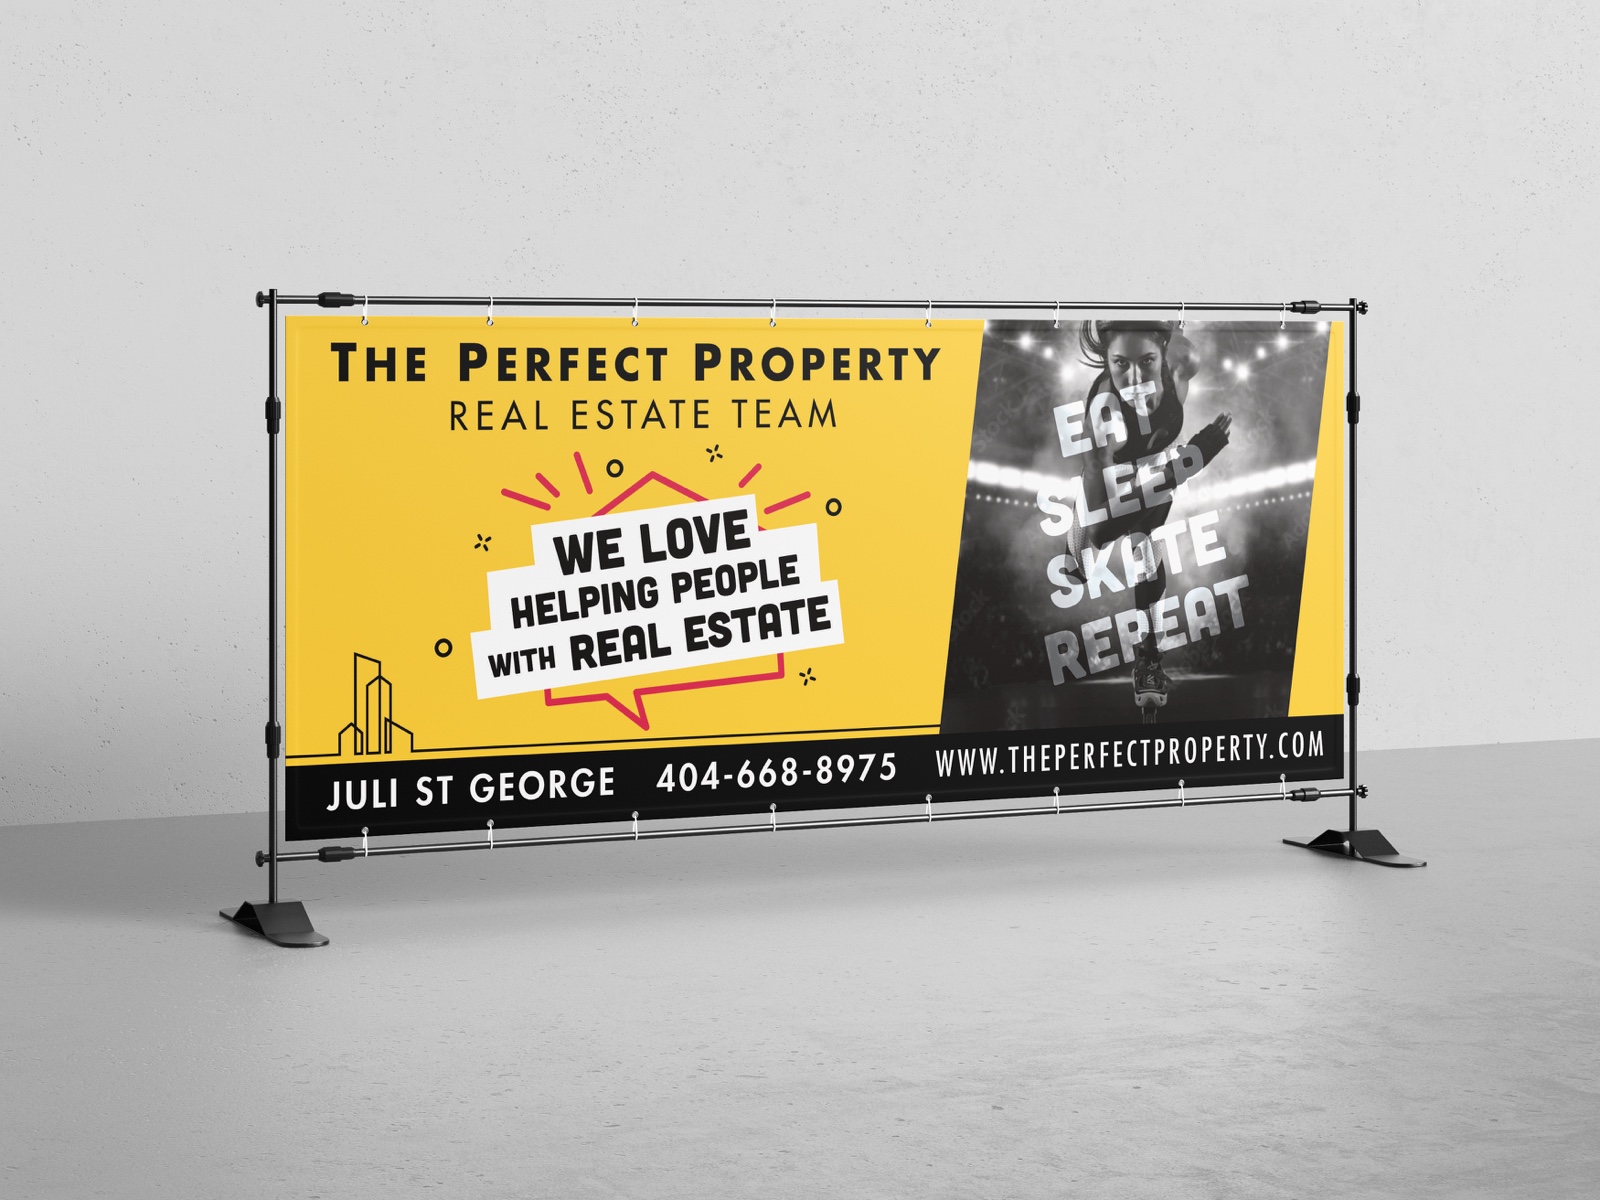 THE PERFECT PROPERTY
REAL ESTATE TEAM
WE LOVE
HELPING PEOPLE
WITH REAL ESTATE
EAT
SLEEP
SKATE
REPEAT
JULI ST GEORGE 404-668-8975 WWW.THEPERFECTPROPERTY.COM